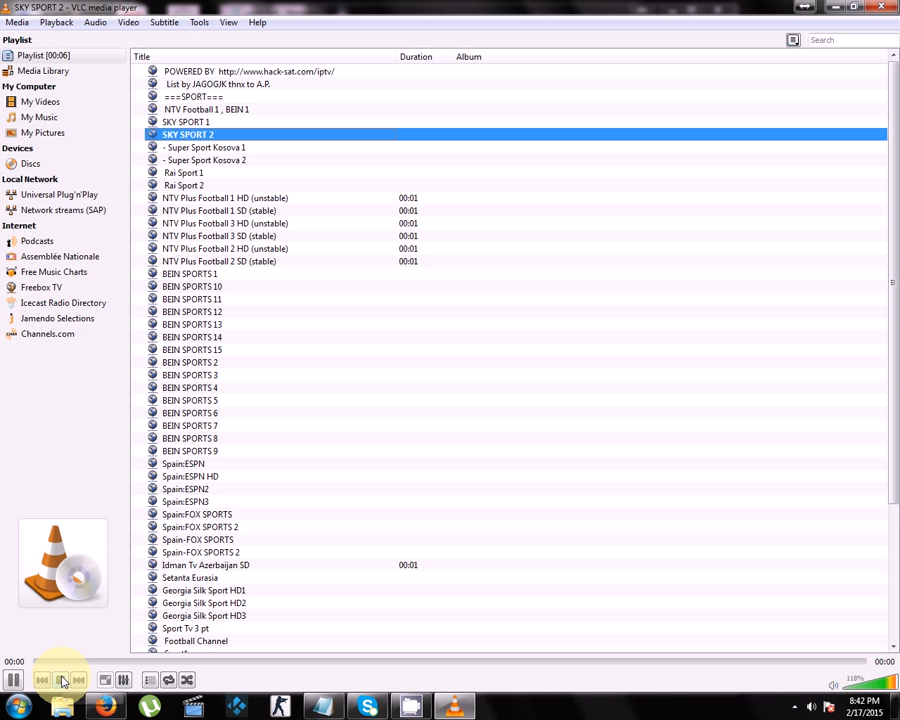 SKY SPORT 2 - VLC media player
Media Playback Audio Video Subtitle Tools View Help
Playlist
Search
Playlist [00:06]
Media Library
My Computer
My Videos
My Music
My Pictures
Devices
Discs
Local Network
Universal Plug'n'Play
Network streams (SAP)
Internet
Podcasts
Assemblée Nationale
Free Music Charts
Freebox TV
Icecast Radio Directory
Jamendo Selections
Channels.com
Title Duration Album
POWERED BY http://www.hack-sat.com/iptv/
List by JAGOGJK thnx to A.P.
===SPORT===
NTV Football 1 , BEIN 1
SKY SPORT 1
SKY SPORT 2
- Super Sport Kosova 1
- Super Sport Kosova 2
Rai Sport 1
Rai Sport 2
NTV Plus Football 1 HD (unstable) 00:01
NTV Plus Football 1 SD (stable) 00:01
NTV Plus Football 3 HD (unstable) 00:01
NTV Plus Football 3 SD (stable) 00:01
NTV Plus Football 2 HD (unstable) 00:01
NTV Plus Football 2 SD (stable) 00:01
BEIN SPORTS 1
BEIN SPORTS 10
BEIN SPORTS 11
BEIN SPORTS 12
BEIN SPORTS 13
BEIN SPORTS 14
BEIN SPORTS 15
BEIN SPORTS 2
BEIN SPORTS 3
BEIN SPORTS 4
BEIN SPORTS 5
BEIN SPORTS 6
BEIN SPORTS 7
BEIN SPORTS 8
BEIN SPORTS 9
Spain:ESPN
Spain:ESPN HD
Spain:ESPN2
Spain:ESPN3
Spain:FOX SPORTS
Spain:FOX SPORTS 2
Spain-FOX SPORTS
Spain-FOX SPORTS 2
Idman Tv Azerbaijan SD 00:01
Setanta Eurasia
Georgia Silk Sport HD1
Georgia Silk Sport HD2
Georgia Silk Sport HD3
Sport Tv 3 pt
Football Channel
00:00 00:00
118%
8:42 PM
2/17/2015